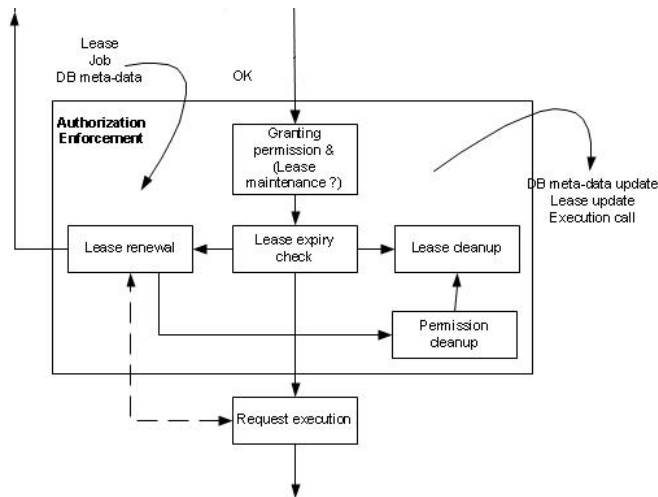 Lease
Job
DB meta-data
OK
Authorization
Enforcement
Granting
permission &
(Lease
maintenance ?)
DB meta-data update
Lease update
Execution call
Lease renewal
Lease expiry
check
Lease cleanup
Permission
cleanup
Request execution